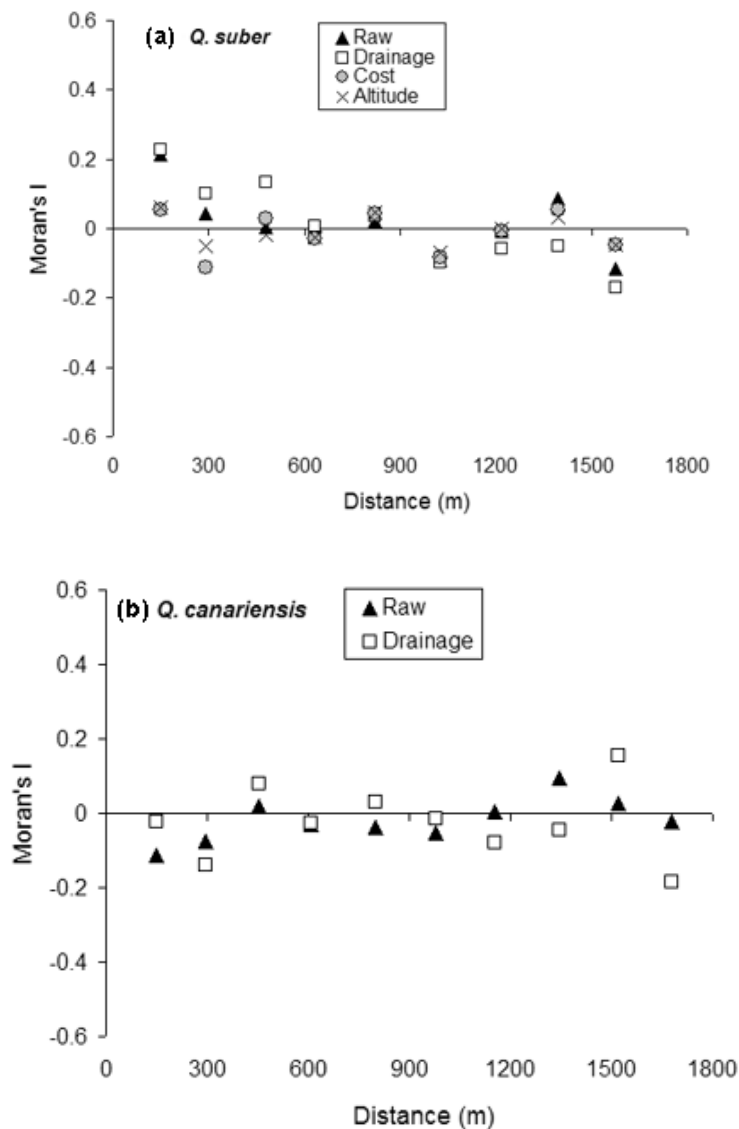 0.6
(a) Q. suber
Raw
Drainage
Cost
Altitude
0.4
0.2
0
-0.2
-0.4
-0.6
Moran's I
0 300 600 900 1200 1500 1800
Distance (m)
0.6
(b) Q. canariensis
Raw
Drainage
0.4
0.2
0
-0.2
-0.4
-0.6
Moran's I
0 300 600 900 1200 1500 1800
Distance (m)